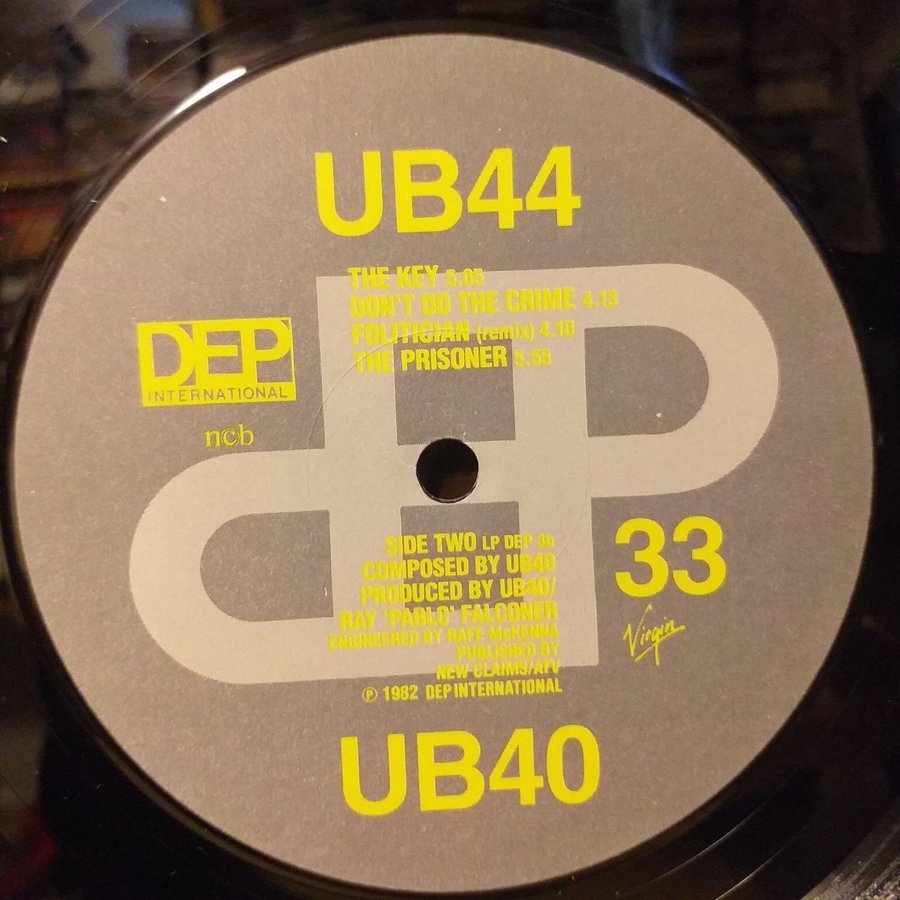 UB44
THE KEY 5.05
DON'T DO THE CRIME 4.13
FOLITICIAN (remix) 4.10
THE PRISONER 5.55
DEP
INTERNATIONAL
ncb
SIDE TWO LP DEP 3b
COMPOSED BY UB40
PRODUCED BY UB40/
RAY 'PABLO' FALCONER
ENGINEERED BY RAFE McKENNA
PUBLISHED BY
NEW CLAIMS/ATV
℗ 1982 DEP INTERNATIONAL
33
Virgin
UB40